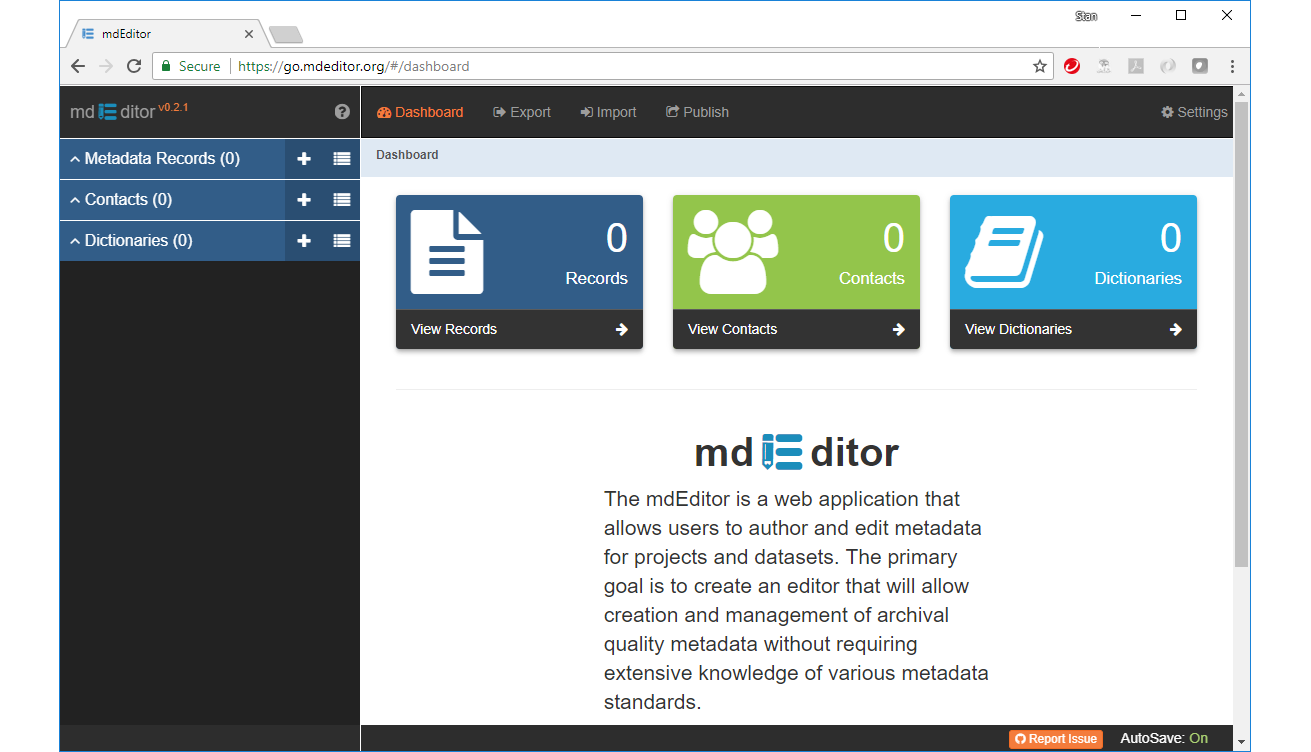 Stan
mdEditor
Secure https://go.mdeditor.org/#/dashboard
mdEditor v0.2.1
Dashboard Export Import Publish Settings
Metadata Records (0)
Contacts (0)
Dictionaries (0)
Dashboard
0
Records
View Records
0
Contacts
View Contacts
0
Dictionaries
View Dictionaries
mdEditor
The mdEditor is a web application that
allows users to author and edit metadata
for projects and datasets. The primary
goal is to create an editor that will allow
creation and management of archival
quality metadata without requiring
extensive knowledge of various metadata
standards.
Report Issue AutoSave: On